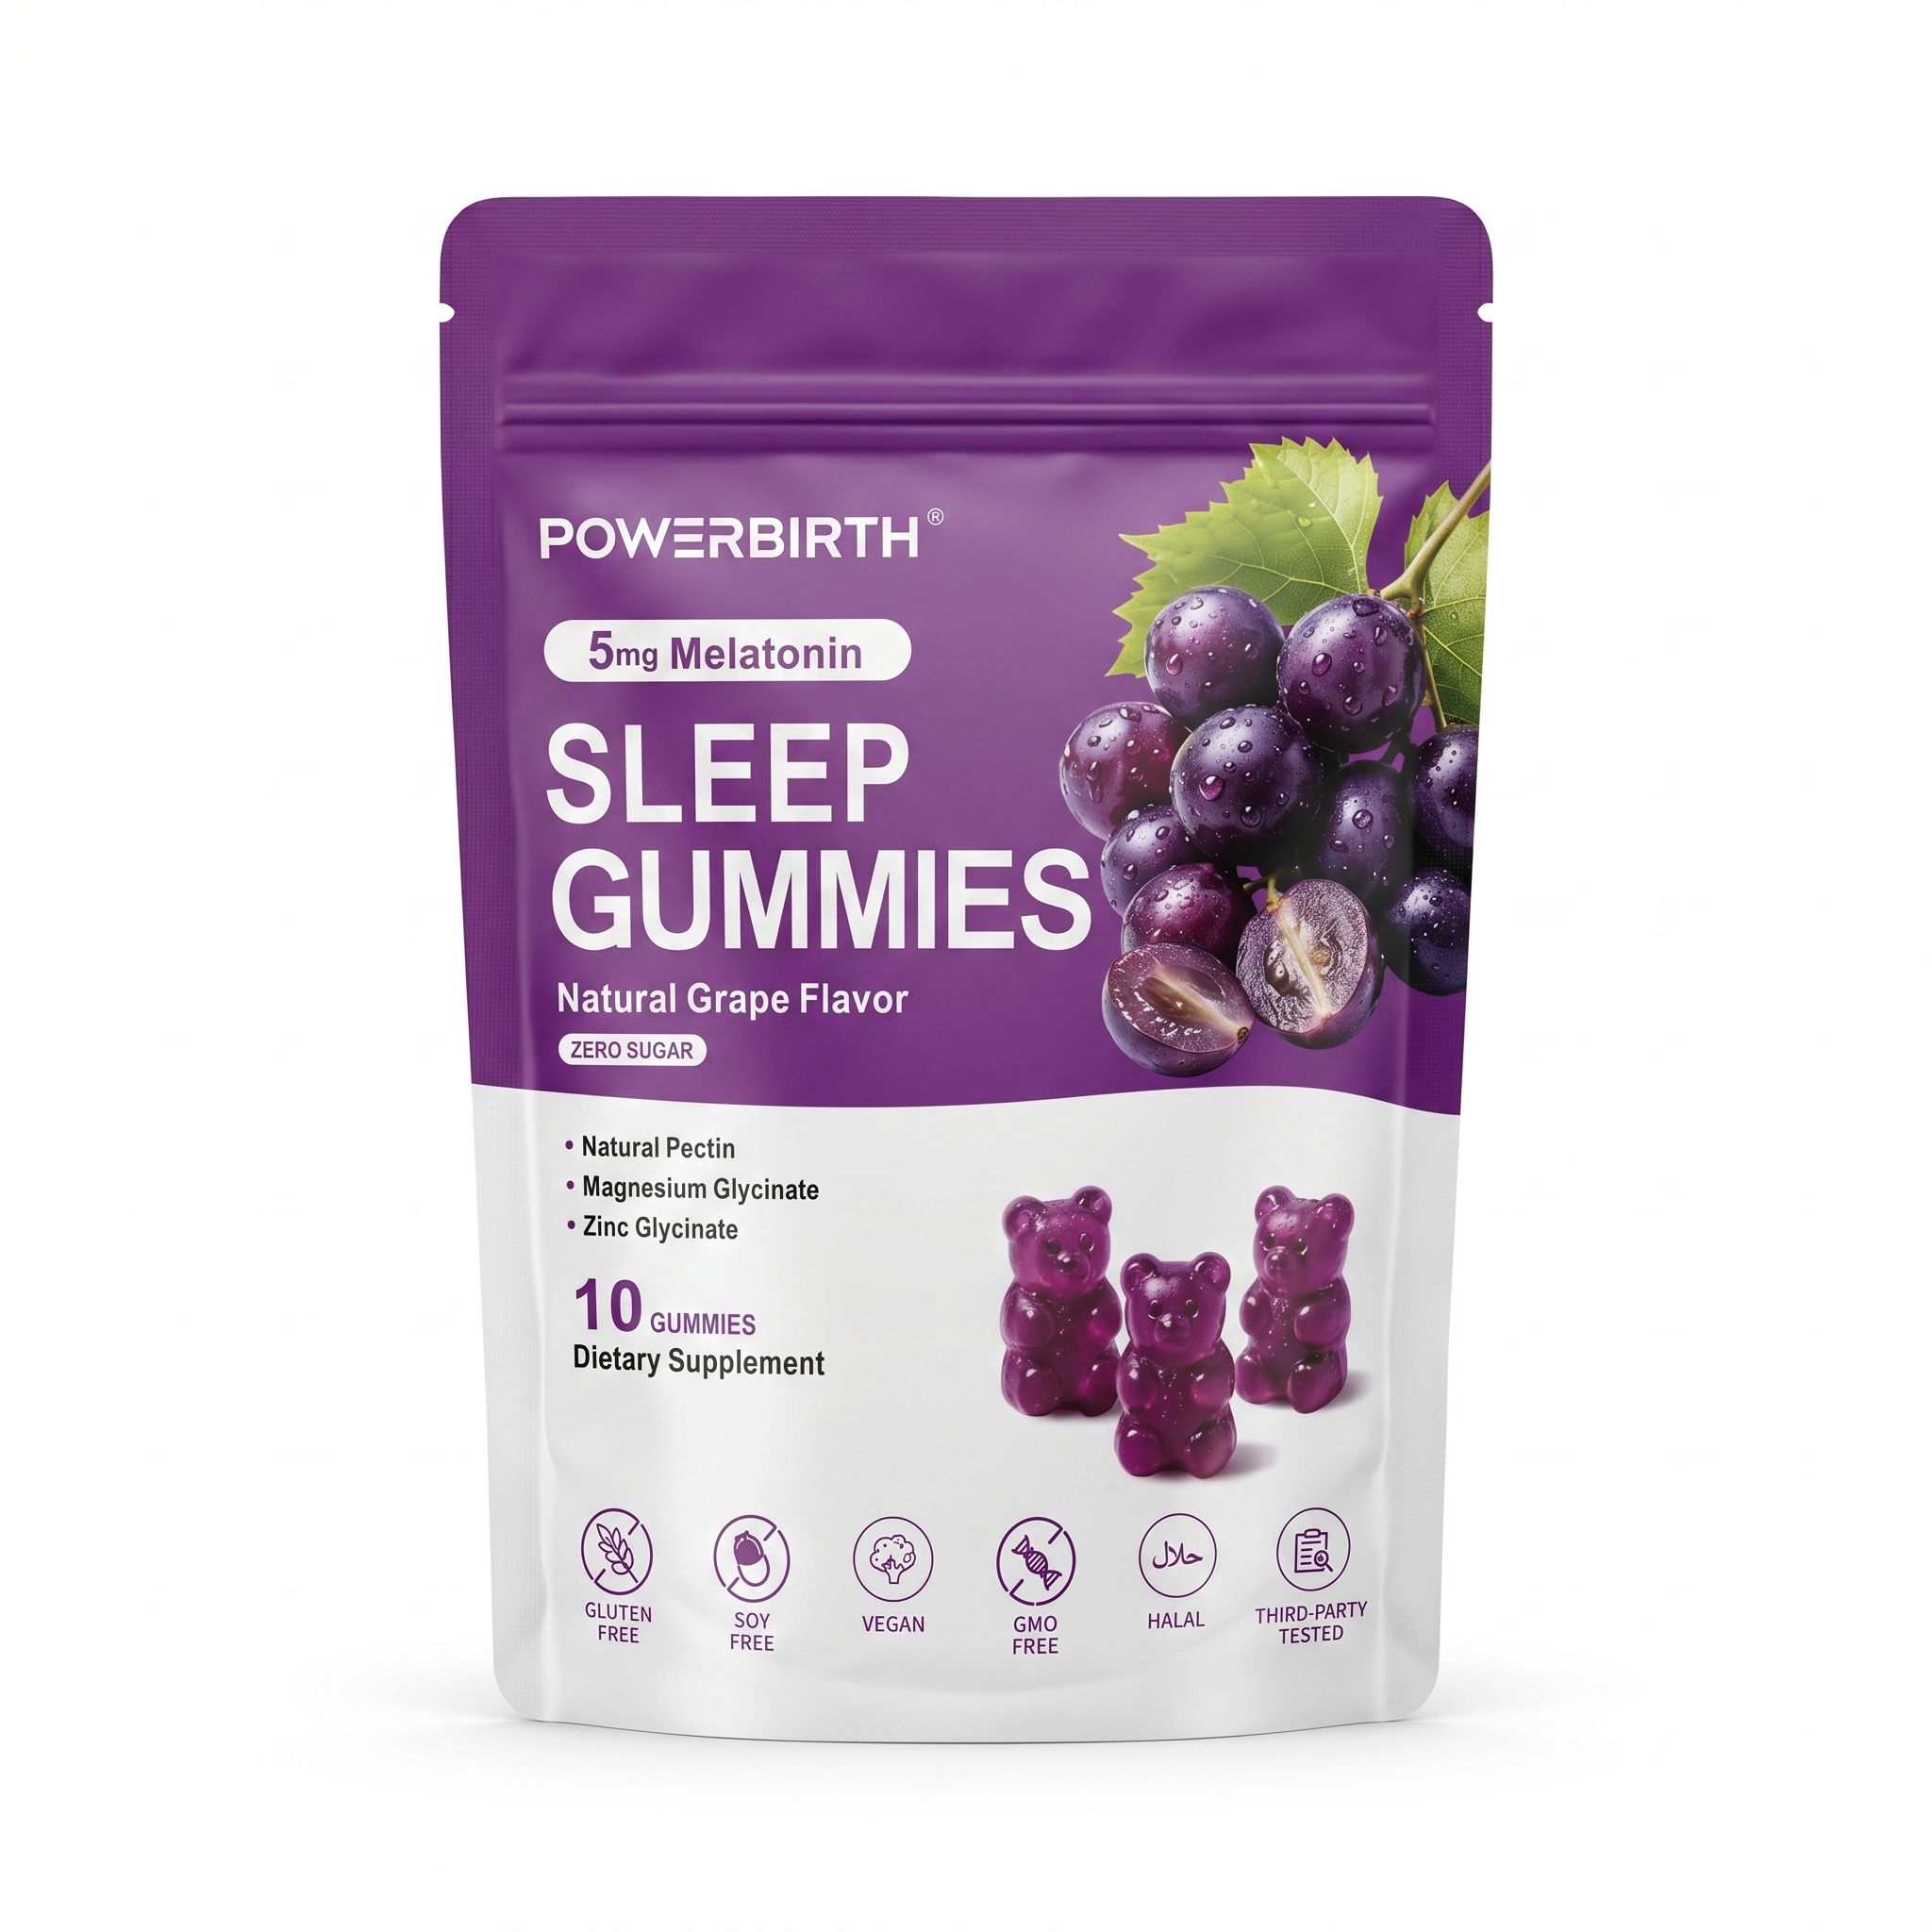 POWERBIRTH®
5mg Melatonin
SLEEP
GUMMIES
Natural Grape Flavor
ZERO SUGAR
• Natural Pectin
• Magnesium Glycinate
• Zinc Glycinate
10 GUMMIES
Dietary Supplement
GLUTEN
FREE
SOY
FREE
VEGAN
GMO
FREE
حلال
HALAL
THIRD-PARTY
TESTED